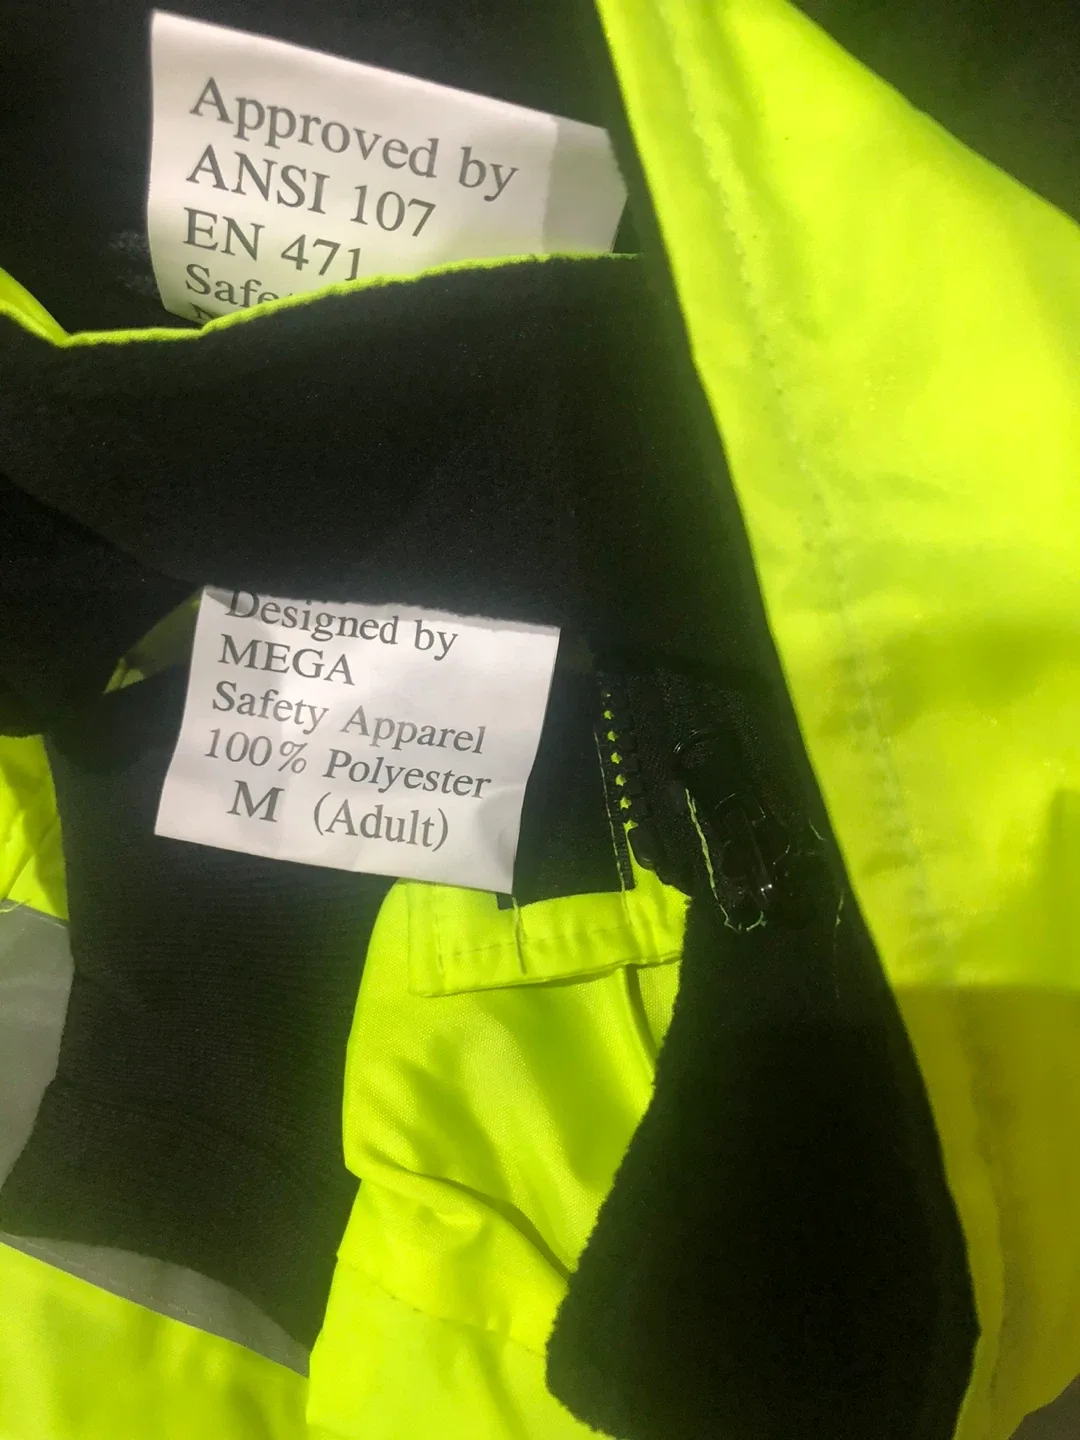 Approved by
ANSI 107
EN 471
Designed by
MEGA
Safety Apparel
100% Polyester
M (Adult)